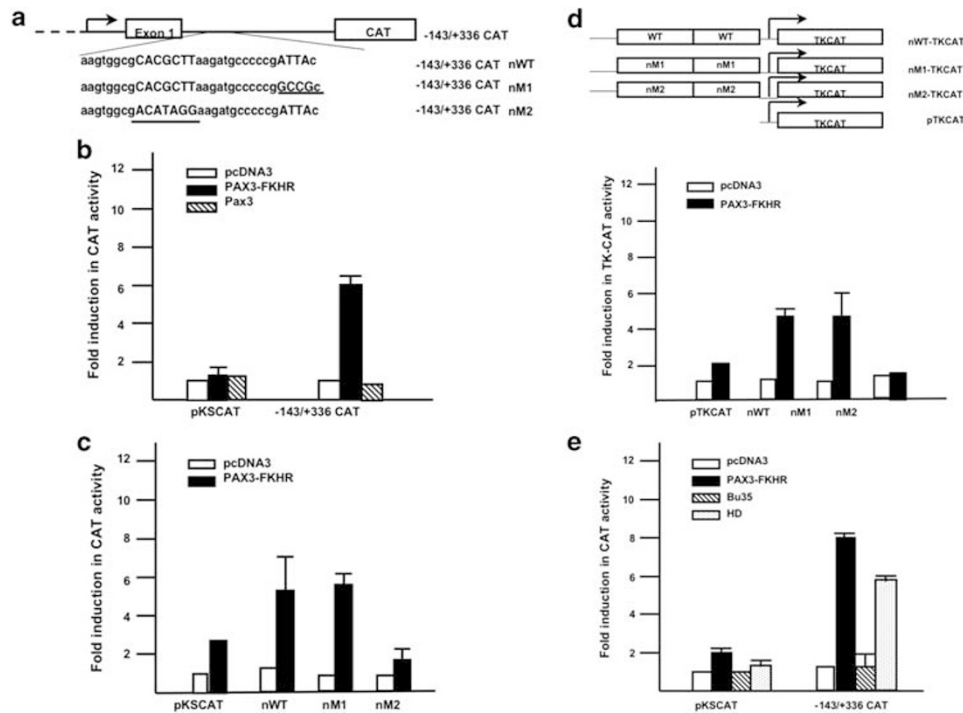 a
Exon 1
CAT
-143/+336 CAT
aagtggcgCACGCTTaagatgcccccgATTAc
-143/+336 CAT nWT
aagtggcgCACGCTTaagatgcccccgGCCGc
-143/+336 CAT nM1
aagtggcgACATAGGaagatgcccccgATTAc
-143/+336 CAT nM2
b
Fold induction in CAT activity
12
10
8
6
4
2
pcDNA3
PAX3-FKHR
Pax3
pKSCAT
-143/+336 CAT
c
Fold induction in CAT activity
12
10
8
6
4
2
pcDNA3
PAX3-FKHR
pKSCAT
nWT
nM1
nM2
d
WT
WT
TKCAT
nWT-TKCAT
nM1
nM1
TKCAT
nM1-TKCAT
nM2
nM2
TKCAT
nM2-TKCAT
TKCAT
pTKCAT
Fold induction in TK-CAT activity
12
10
8
6
4
2
pcDNA3
PAX3-FKHR
pTKCAT
nWT
nM1
nM2
e
Fold induction in CAT activity
12
10
8
6
4
2
pcDNA3
PAX3-FKHR
Bu35
HD
pKSCAT
-143/+336 CAT